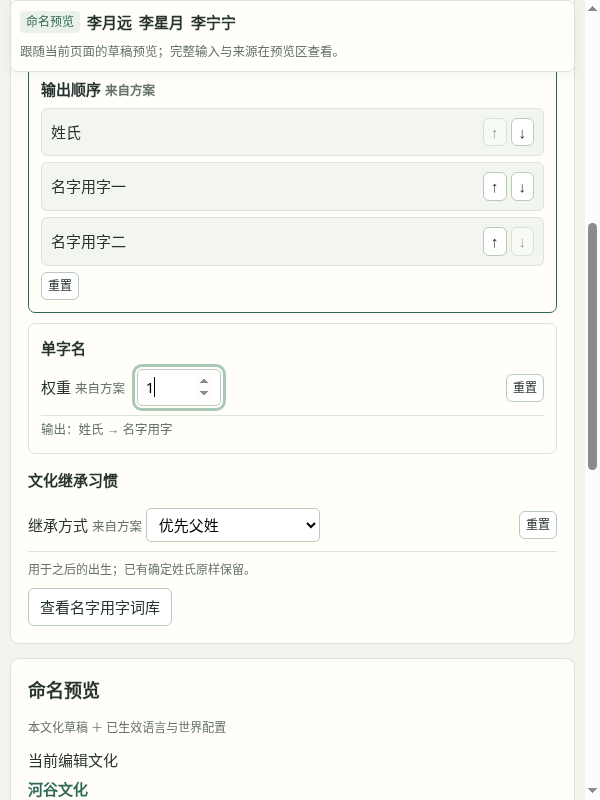 命名预览 李月远 李星月 李宁宁
跟随当前页面的草稿预览；完整输入与来源在预览区查看。
输出顺序 来自方案
姓氏 ↑ ↓
名字用字一 ↑ ↓
名字用字二 ↑ ↓
重置
单字名
权重 来自方案 1 重置
输出：姓氏 → 名字用字
文化继承习惯
继承方式 来自方案 优先父姓 重置
用于之后的出生；已有确定姓氏原样保留。
查看名字用字词库
命名预览
本文化草稿 ＋ 已生效语言与世界配置
当前编辑文化
河谷文化